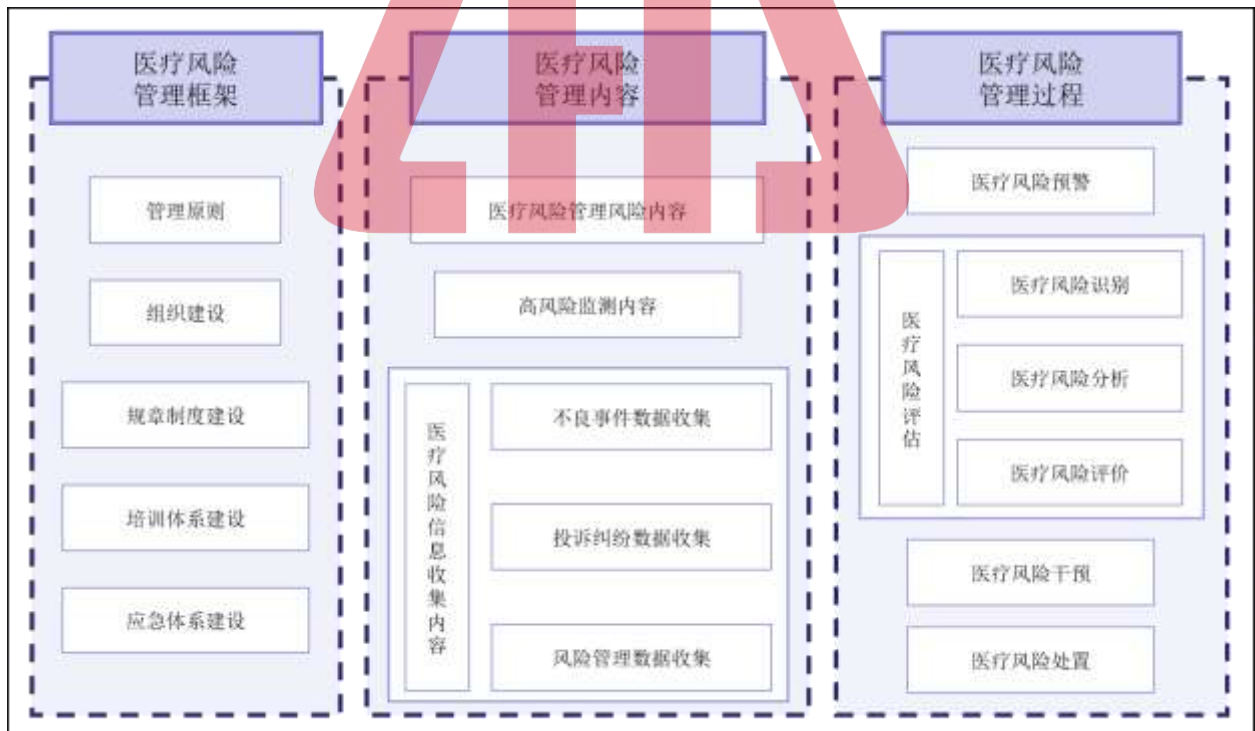 医疗风险
管理框架
管理原则
组织建设
规章制度建设
培训体系建设
应急体系建设
医疗风险
管理内容
医疗风险管理风险内容
高风险监测内容
医疗风险信息收集内容
不良事件数据收集
投诉纠纷数据收集
风险管理数据收集
医疗风险
管理过程
医疗风险预警
医疗风险评估
医疗风险识别
医疗风险分析
医疗风险评价
医疗风险干预
医疗风险处置